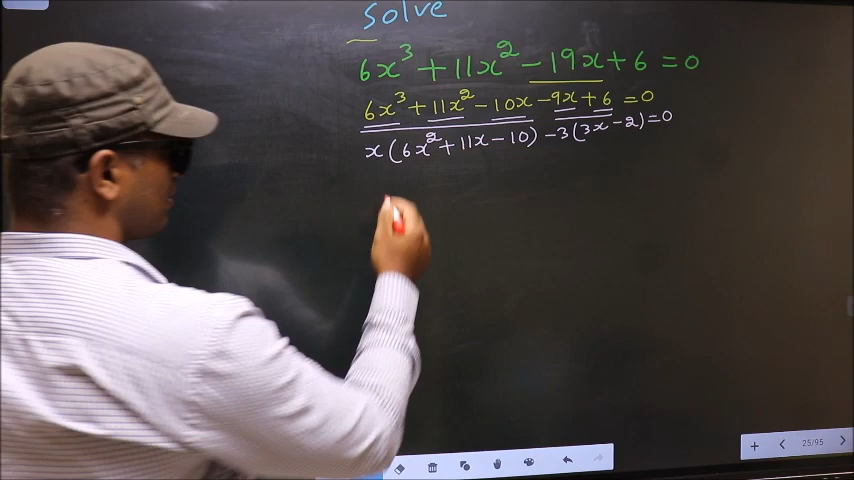 Solve
6x³ + 11x² - 19x + 6 = 0
6x³ + 11x² - 10x - 9x + 6 = 0
x(6x² + 11x - 10) - 3(3x - 2) = 0
25/95